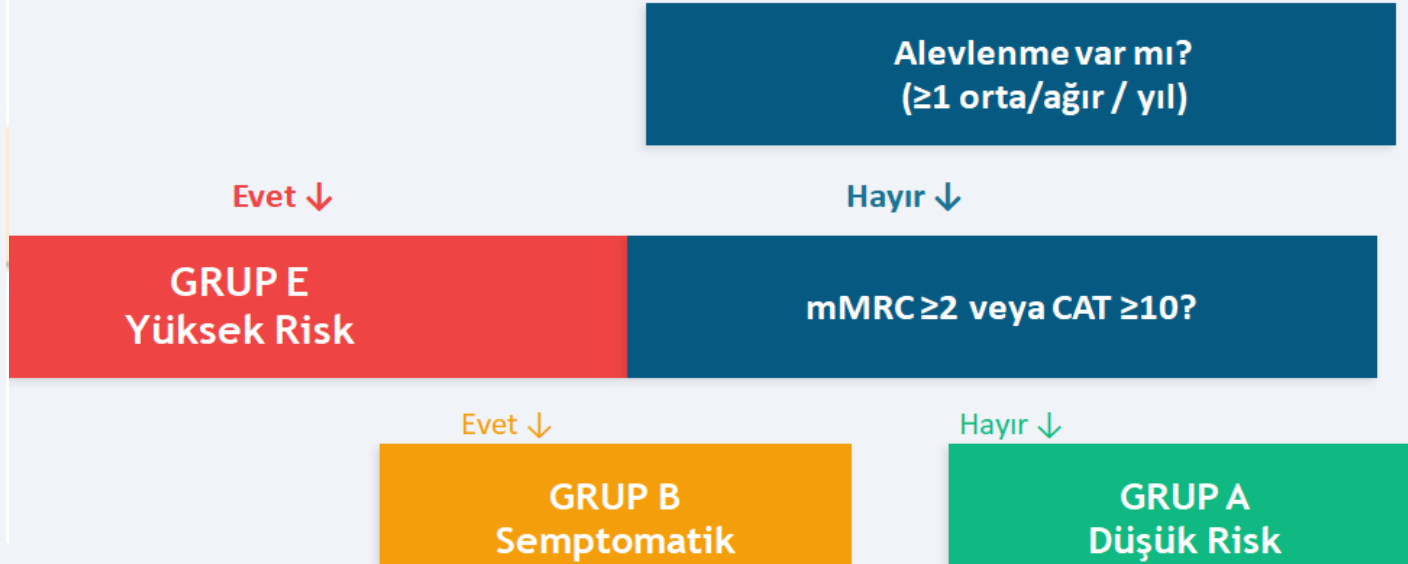 Alevlenme var mı?
(≥1 orta/ağır / yıl)
Evet ↓
Hayır ↓
GRUP E
Yüksek Risk
mMRC ≥2 veya CAT ≥10?
Evet ↓
Hayır ↓
GRUP B
Semptomatik
GRUP A
Düşük Risk